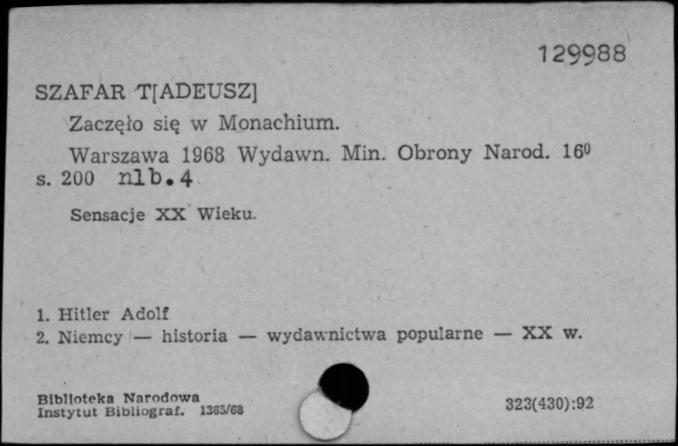 129988
SZAFAR T[ADEUSZ]
Zaczęło się w Monachium.
Warszawa 1968 Wydawn. Min. Obrony Narod. 16⁰
s. 200 nlb. 4
Sensacje XX Wieku.
1. Hitler Adolf
2. Niemcy — historia — wydawnictwa popularne — XX w.
Biblioteka Narodowa
Instytut Bibliograf. 1365/68
323(430):92